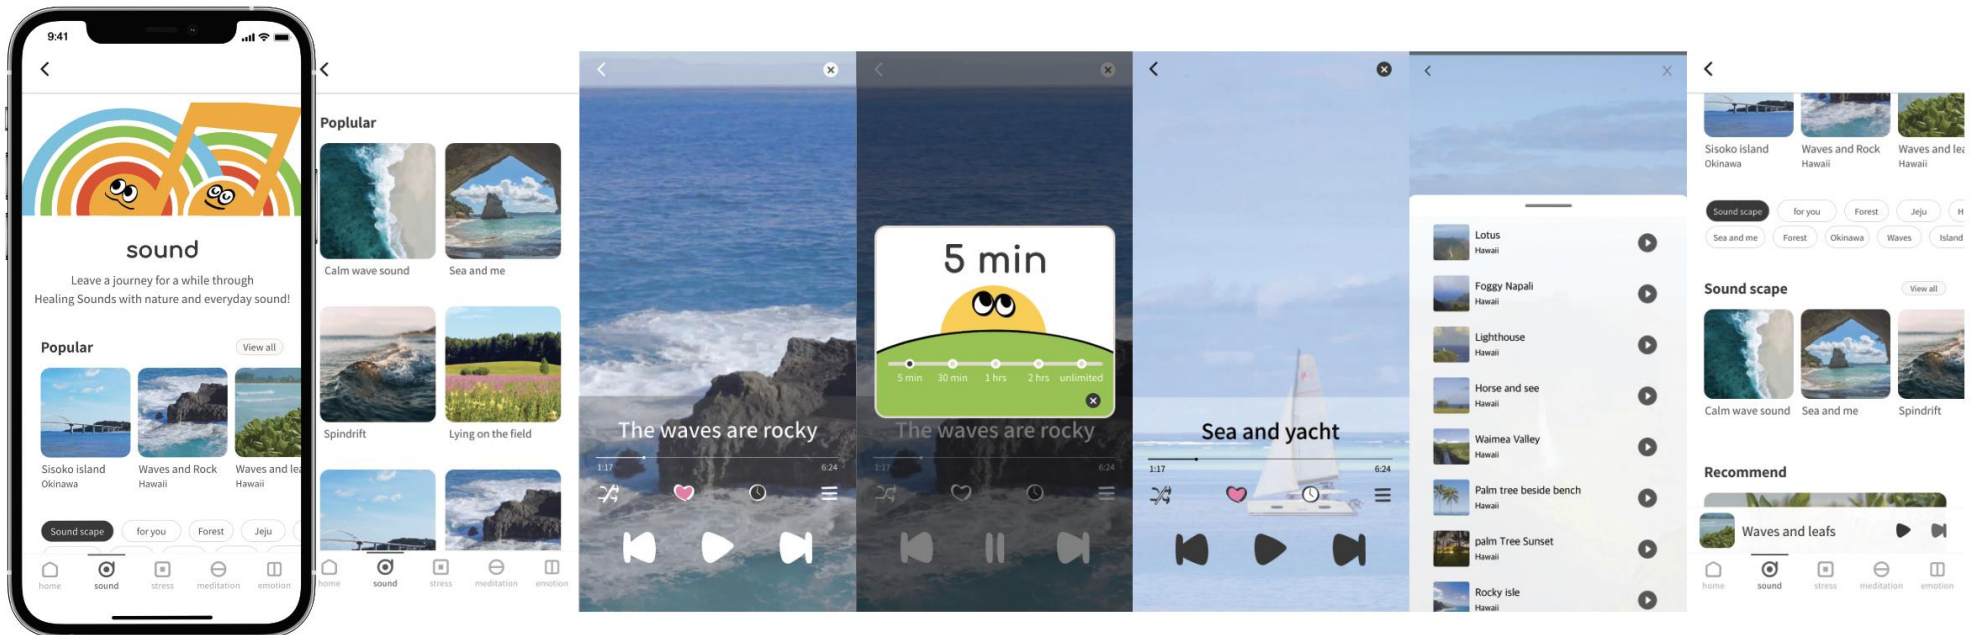 9:41
sound
Leave a journey for a while through
Healing Sounds with nature and everyday sound!
Popular
View all
Sisoko island
Okinawa
Waves and Rock
Hawaii
Waves and lea
Hawaii
Sound scape
for you
Forest
Jeju
home
sound
stress
meditation
emotion
Poplular
Calm wave sound
Sea and me
Spindrift
Lying on the field
home
sound
stress
meditation
emotion
The waves are rocky
1:17
6:24
5 min
5 min
30 min
1 hrs
2 hrs
unlimited
The waves are rocky
1:17
6:24
Sea and yacht
1:17
6:24
Lotus
Hawaii
Foggy Napali
Hawaii
Lighthouse
Hawaii
Horse and see
Hawaii
Waimea Valley
Hawaii
Palm tree beside bench
Hawaii
palm Tree Sunset
Hawaii
Rocky isle
Hawaii
Sisoko island
Okinawa
Waves and Rock
Hawaii
Waves and lea
Hawaii
Sound scape
for you
Forest
Jeju
H
Sea and me
Forest
Okinawa
Waves
Island
Sound scape
View all
Calm wave sound
Sea and me
Spindrift
Recommend
Waves and leafs
home
sound
stress
meditation
emotion